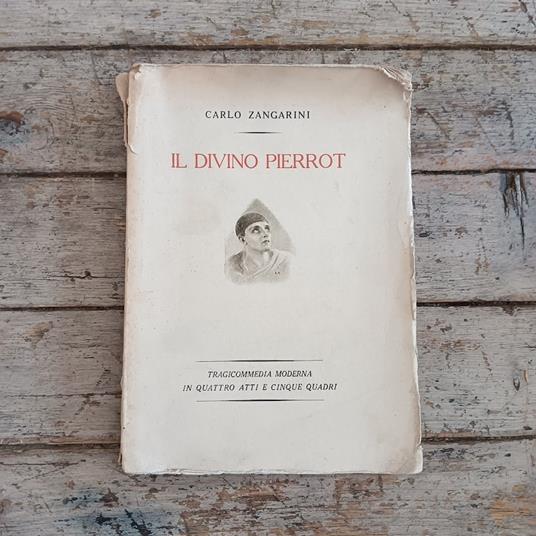 CARLO ZANGARINI
IL DIVINO PIERROT
TRAGICOMMEDIA MODERNA
IN QUATTRO ATTI E CINQUE QUADRI